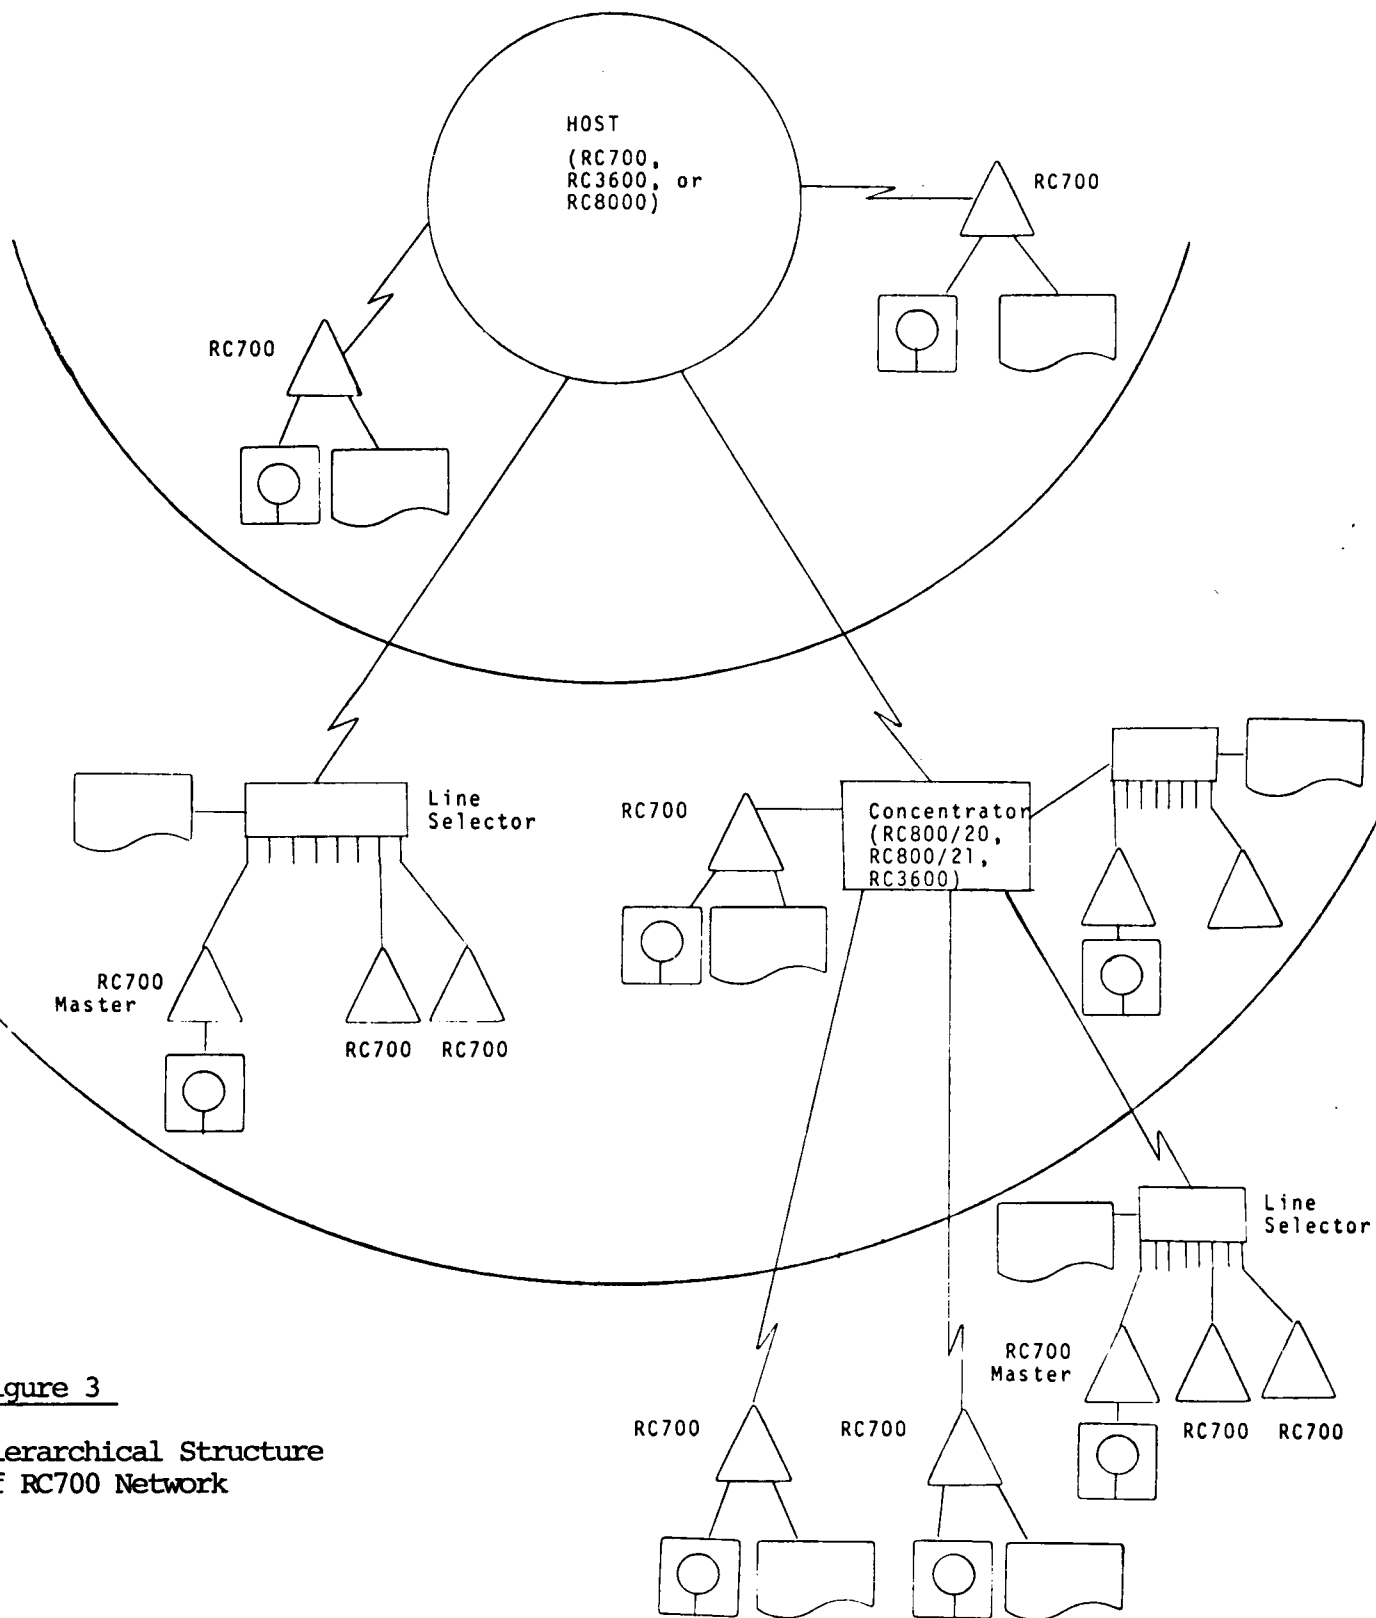 HOST
(RC700,
RC3600, or
RC8000)
RC700
RC700
Line
Selector
RC700
Concentrator
(RC800/20,
RC800/21,
RC3600)
RC700
Master
RC700 RC700
Line
Selector
RC700
Master
RC700 RC700
RC700
RC700
igure 3
ierarchical Structure
f RC700 Network